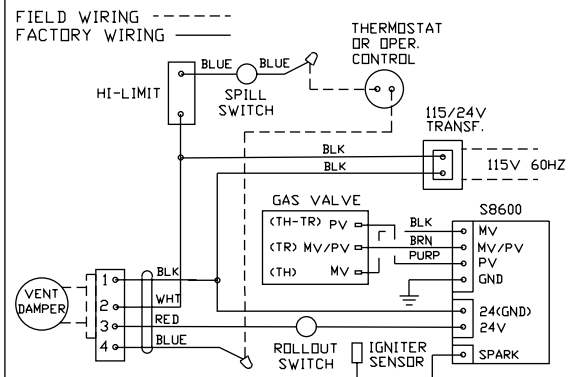 FIELD WIRING
FACTORY WIRING
THERMOSTAT
OR OPER.
CONTROL
BLUE
BLUE
HI-LIMIT
SPILL
SWITCH
115/24V
TRANSF.
BLK
BLK
115V 60HZ
GAS VALVE
(TH-TR) PV
(TR) MV/PV
(TH) MV
BLK
BRN
PURP
S8600
MV
MV/PV
PV
GND
24(GND)
24V
SPARK
VENT
DAMPER
1
2
3
4
BLK
WHT
RED
BLUE
ROLLOUT
SWITCH
IGNITER
SENSOR